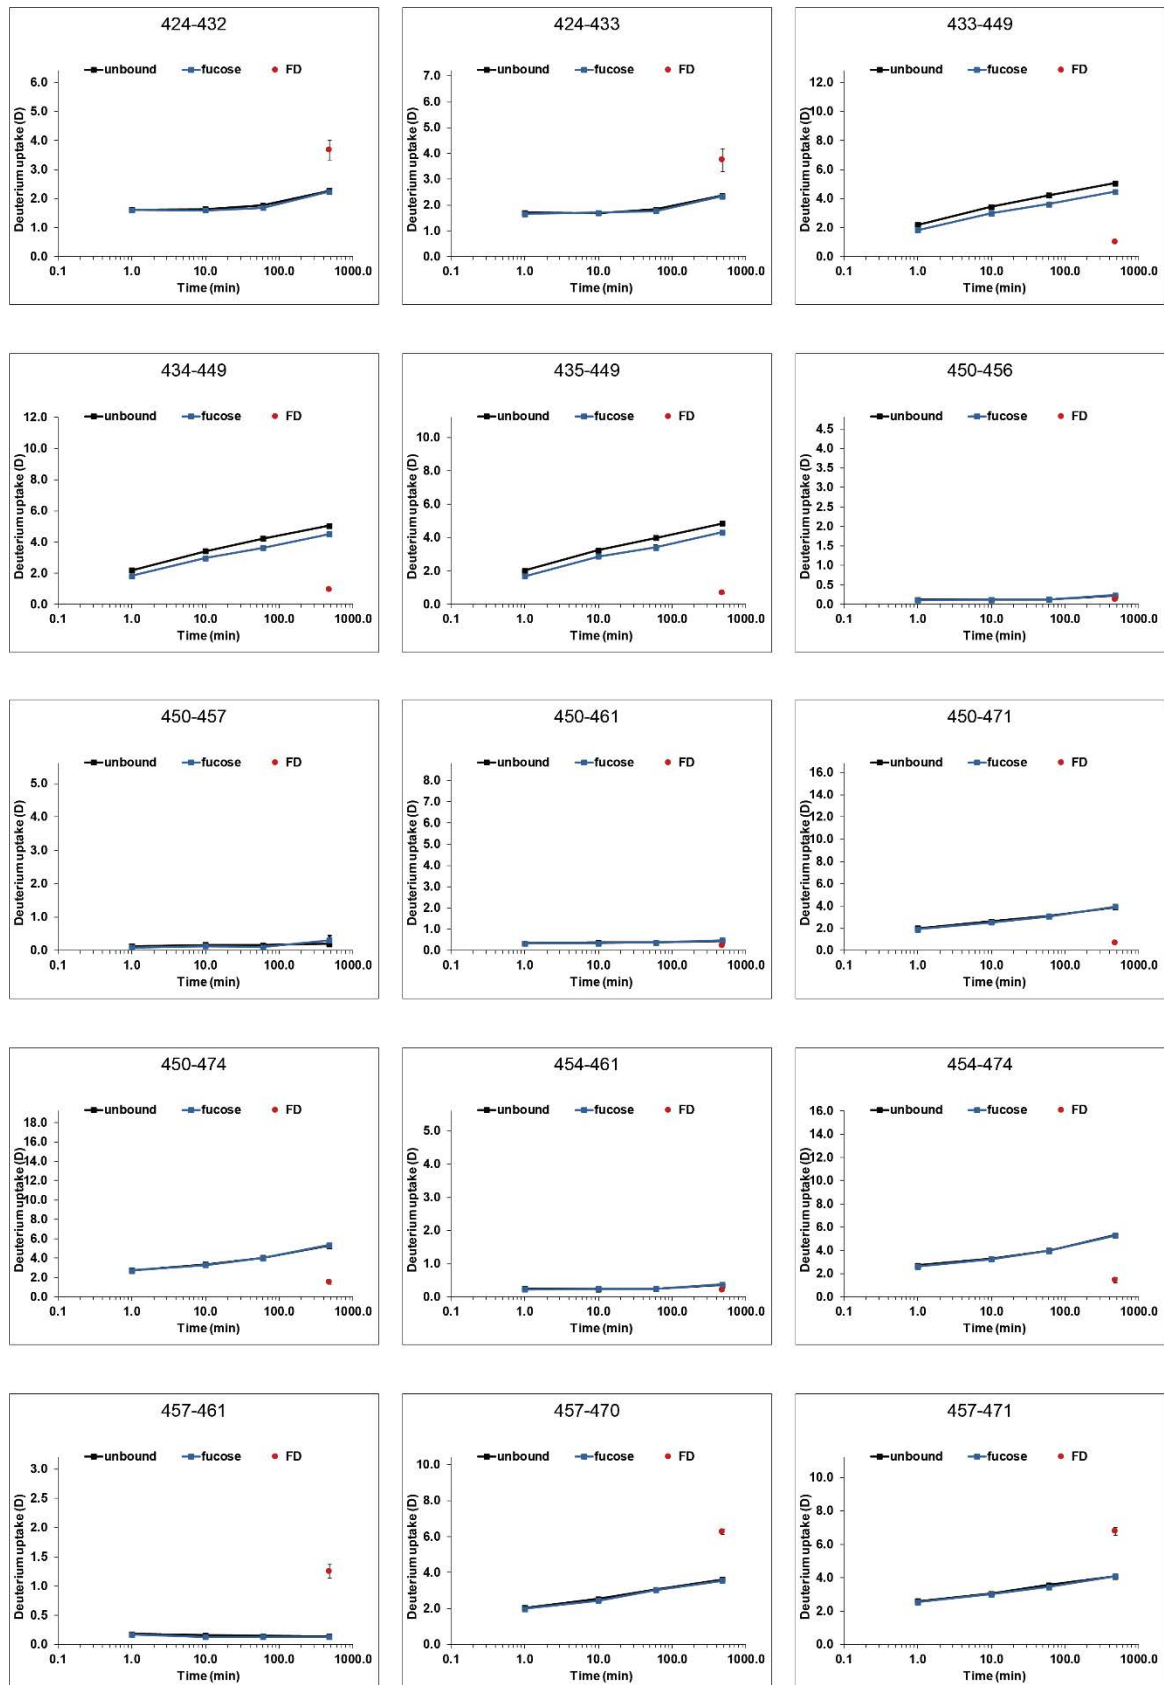 424-432
unbound fucose FD
Deuterium uptake (D)
6.0
5.0
4.0
3.0
2.0
1.0
0.0
0.1 1.0 10.0 100.0 1000.0
Time (min)
424-433
unbound fucose FD
Deuterium uptake (D)
7.0
6.0
5.0
4.0
3.0
2.0
1.0
0.0
0.1 1.0 10.0 100.0 1000.0
Time (min)
433-449
unbound fucose FD
Deuterium uptake (D)
12.0
10.0
8.0
6.0
4.0
2.0
0.0
0.1 1.0 10.0 100.0 1000.0
Time (min)
434-449
unbound fucose FD
Deuterium uptake (D)
12.0
10.0
8.0
6.0
4.0
2.0
0.0
0.1 1.0 10.0 100.0 1000.0
Time (min)
435-449
unbound fucose FD
Deuterium uptake (D)
10.0
8.0
6.0
4.0
2.0
0.0
0.1 1.0 10.0 100.0 1000.0
Time (min)
450-456
unbound fucose FD
Deuterium uptake (D)
4.5
4.0
3.5
3.0
2.5
2.0
1.5
1.0
0.5
0.0
0.1 1.0 10.0 100.0 1000.0
Time (min)
450-457
unbound fucose FD
Deuterium uptake (D)
5.0
4.0
3.0
2.0
1.0
0.0
0.1 1.0 10.0 100.0 1000.0
Time (min)
450-461
unbound fucose FD
Deuterium uptake (D)
8.0
7.0
6.0
5.0
4.0
3.0
2.0
1.0
0.0
0.1 1.0 10.0 100.0 1000.0
Time (min)
450-471
unbound fucose FD
Deuterium uptake (D)
16.0
14.0
12.0
10.0
8.0
6.0
4.0
2.0
0.0
0.1 1.0 10.0 100.0 1000.0
Time (min)
450-474
unbound fucose FD
Deuterium uptake (D)
18.0
16.0
14.0
12.0
10.0
8.0
6.0
4.0
2.0
0.0
0.1 1.0 10.0 100.0 1000.0
Time (min)
454-461
unbound fucose FD
Deuterium uptake (D)
5.0
4.0
3.0
2.0
1.0
0.0
0.1 1.0 10.0 100.0 1000.0
Time (min)
454-474
unbound fucose FD
Deuterium uptake (D)
16.0
14.0
12.0
10.0
8.0
6.0
4.0
2.0
0.0
0.1 1.0 10.0 100.0 1000.0
Time (min)
457-461
unbound fucose FD
Deuterium uptake (D)
3.0
2.5
2.0
1.5
1.0
0.5
0.0
0.1 1.0 10.0 100.0 1000.0
Time (min)
457-470
unbound fucose FD
Deuterium uptake (D)
10.0
8.0
6.0
4.0
2.0
0.0
0.1 1.0 10.0 100.0 1000.0
Time (min)
457-471
unbound fucose FD
Deuterium uptake (D)
10.0
8.0
6.0
4.0
2.0
0.0
0.1 1.0 10.0 100.0 1000.0
Time (min)